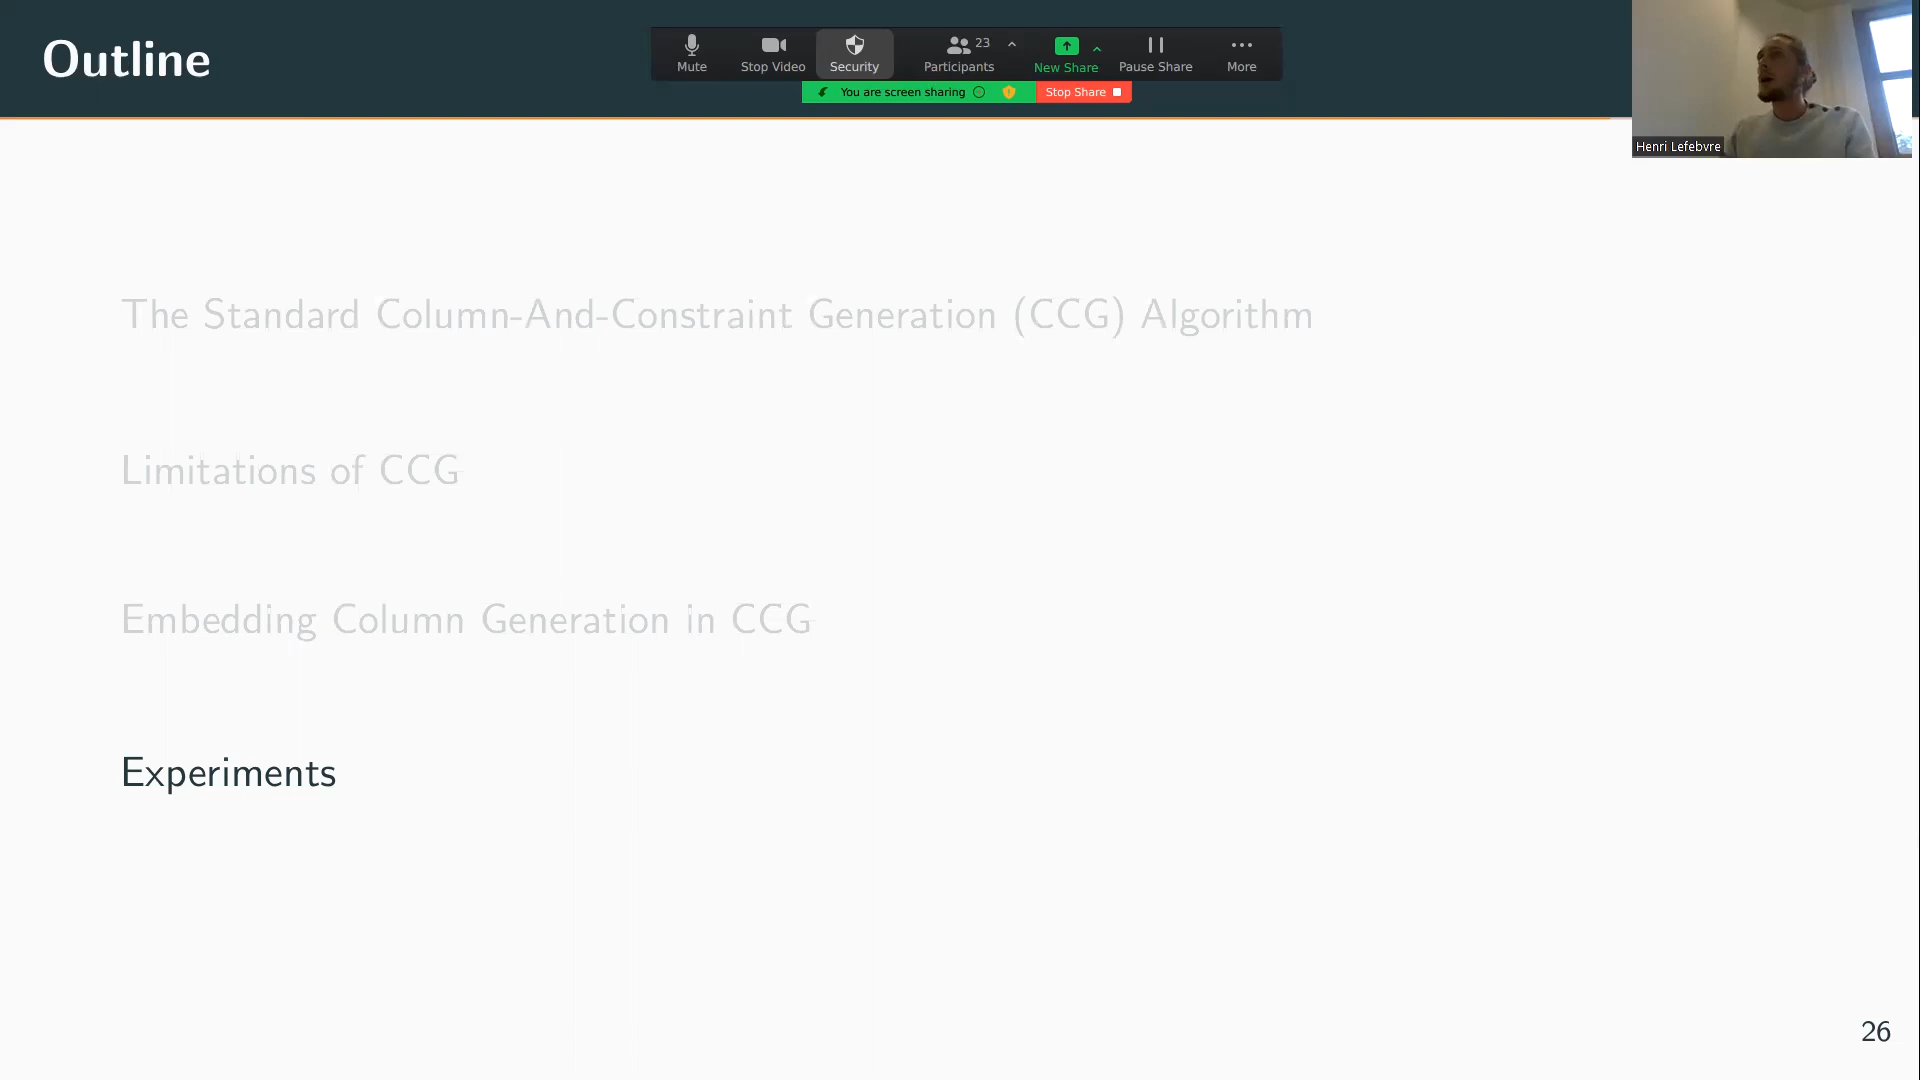 Outline
Mute
Stop Video
Security
Participants
23
New Share
Pause Share
More
You are screen sharing
Stop Share
Henri Lefebvre
The Standard Column-And-Constraint Generation (CCG) Algorithm
Limitations of CCG
Embedding Column Generation in CCG
Experiments
26